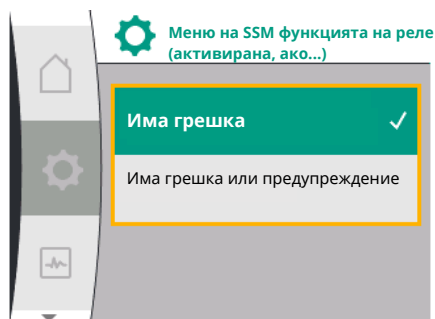 Меню на SSM функцията на реле
(активирана, ако...)
Има грешка
Има грешка или предупреждение